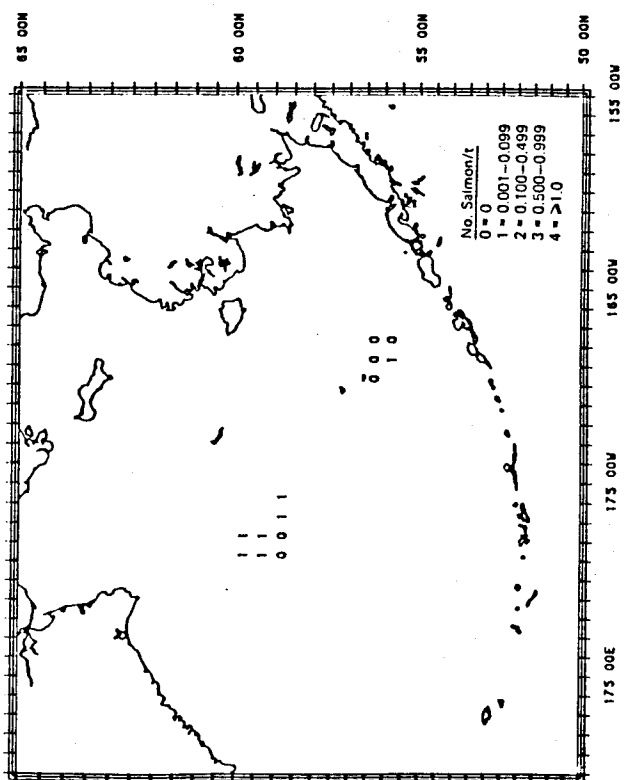 65 00N
60 00N
1 1
1 1
0 0 1 1
0 0 0
1 0
55 00N
No. Salmon/t
0 = 0
1 = 0.001–0.099
2 = 0.100–0.499
3 = 0.500–0.999
4 = >1.0
50 00N
175 00E
175 00W
165 00W
155 00W